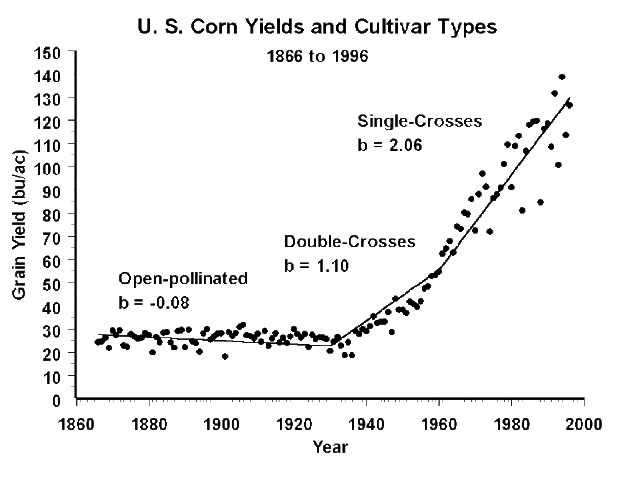 U. S. Corn Yields and Cultivar Types
1866 to 1996
150
140
130
120
110
100
90
80
70
60
50
40
30
20
10
0
Grain Yield (bu/ac)
Single-Crosses
b = 2.06
Double-Crosses
b = 1.10
Open-pollinated
b = -0.08
1860 1880 1900 1920 1940 1960 1980 2000
Year